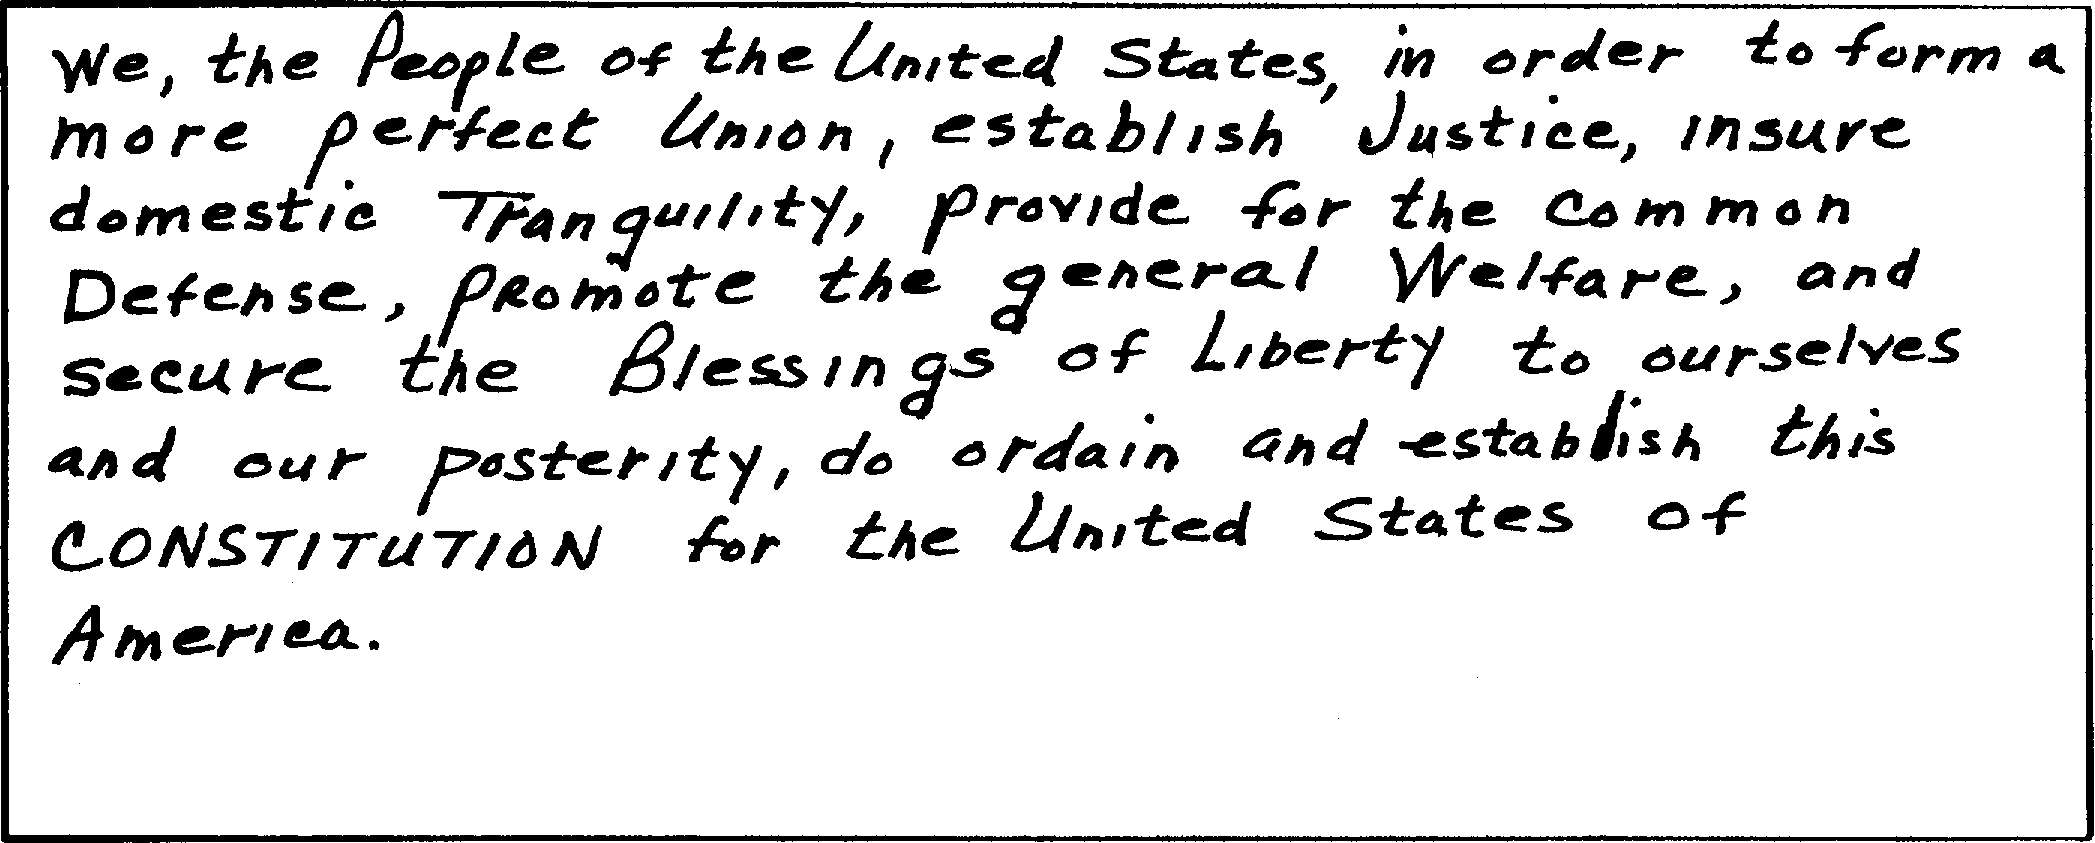 We, the People of the United States, in order to form a
more perfect Union, establish Justice, insure
domestic Tranquility, provide for the common
Defense, promote the general Welfare, and
secure the Blessings of Liberty to ourselves
and our posterity, do ordain and establish this
CONSTITUTION for the United States of
America.